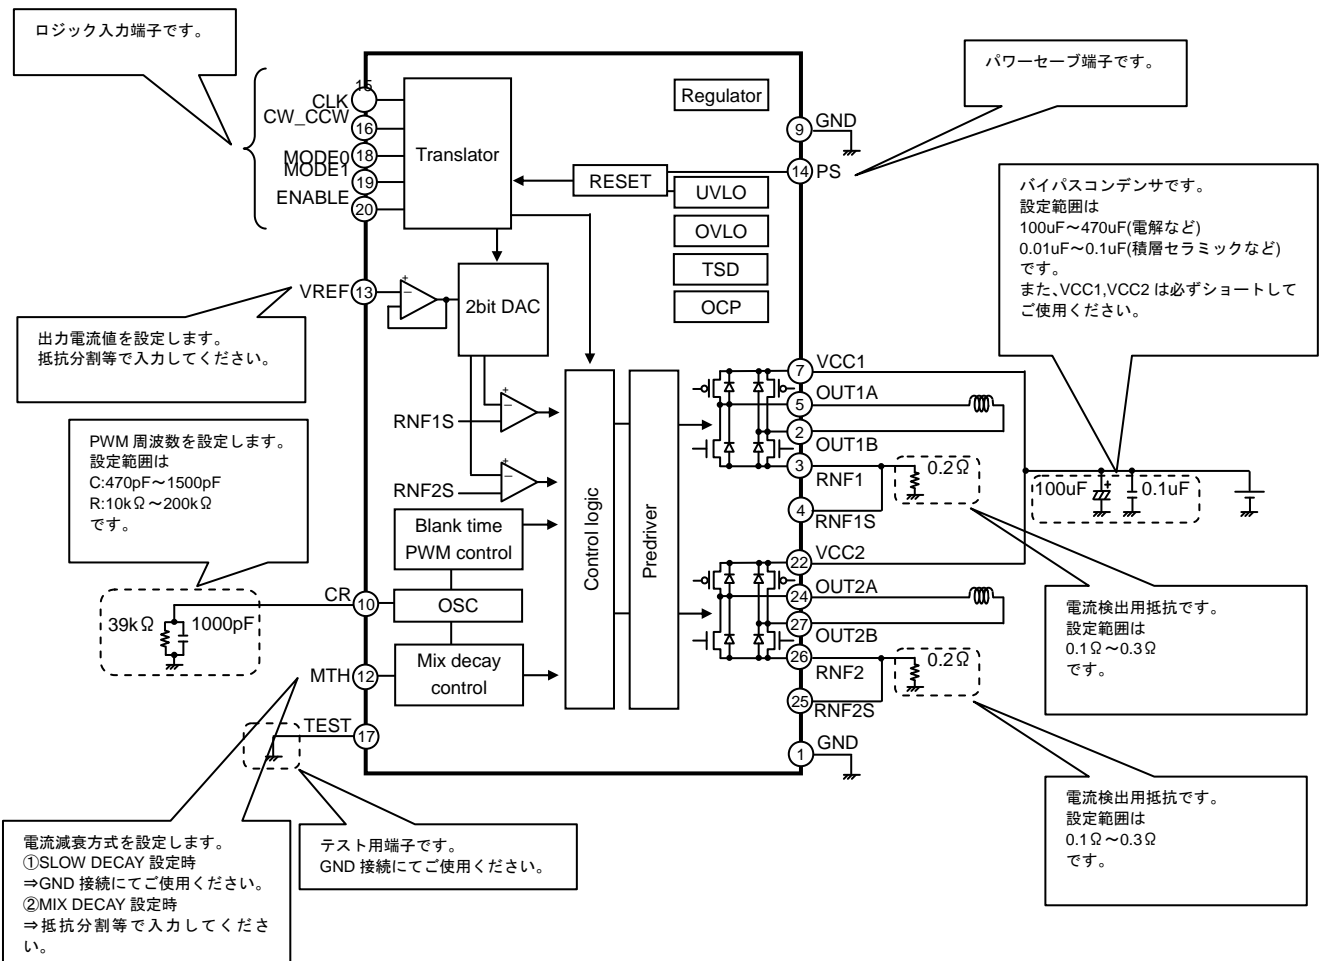 ロジック入力端子です。
パワーセーブ端子です。
15
CLK
CW_CCW
16
MODE0
18
MODE1
19
ENABLE
20
Translator
Regulator
9
GND
14
PS
RESET
UVLO
OVLO
TSD
OCP
バイパスコンデンサです。
設定範囲は
100uF～470uF(電解など)
0.01uF～0.1uF(積層セラミックなど)
です。
また、VCC1,VCC2 は必ずショートして
ご使用ください。
VREF
13
+
−
2bit DAC
出力電流値を設定します。
抵抗分割等で入力してください。
PWM 周波数を設定します。
設定範囲は
C:470pF～1500pF
R:10kΩ～200kΩ
です。
+
−
RNF1S
+
−
RNF2S
Blank time
PWM control
OSC
Mix decay
control
Control logic
Predriver
7
VCC1
5
OUT1A
2
OUT1B
3
RNF1
4
RNF1S
0.2Ω
100uF
+
0.1uF
22
VCC2
24
OUT2A
27
OUT2B
26
RNF2
25
RNF2S
0.2Ω
1
GND
CR
10
39kΩ
1000pF
MTH
12
TEST
17
電流検出用抵抗です。
設定範囲は
0.1Ω～0.3Ω
です。
電流検出用抵抗です。
設定範囲は
0.1Ω～0.3Ω
です。
電流減衰方式を設定します。
①SLOW DECAY 設定時
⇒GND 接続にてご使用ください。
②MIX DECAY 設定時
⇒抵抗分割等で入力してくださ
い。
テスト用端子です。
GND 接続にてご使用ください。